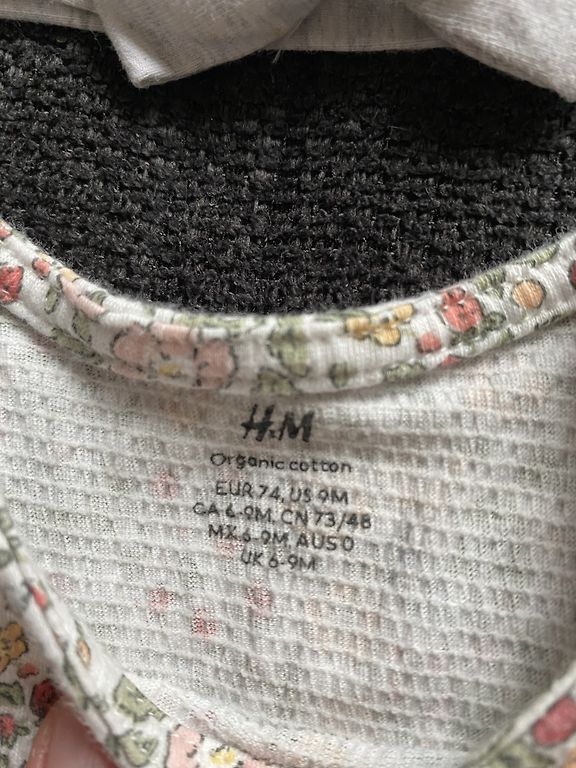 H&M
Organic cotton
EUR 74, US 9M
CA 6-9M, CN 73/48
MX 6-9M, AUS 0
UK 6-9M